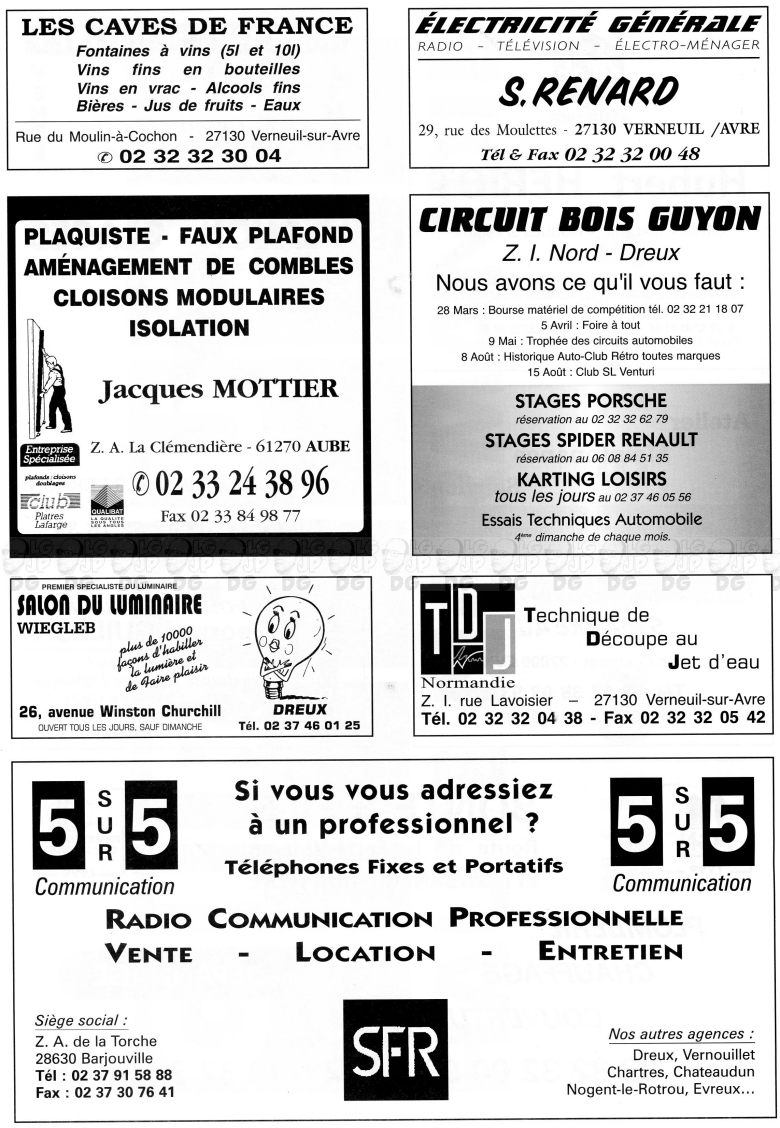 LES CAVES DE FRANCE
Fontaines à vins (5l et 10l)
Vins fins en bouteilles
Vins en vrac - Alcools fins
Bières - Jus de fruits - Eaux
Rue du Moulin-à-Cochon - 27130 Verneuil-sur-Avre
✆ 02 32 32 30 04
ÉLECTRICITÉ GÉNÉRALE
RADIO - TÉLÉVISION - ÉLECTRO-MÉNAGER
S. RENARD
29, rue des Moulettes - 27130 VERNEUIL /AVRE
Tél & Fax 02 32 32 00 48
PLAQUISTE - FAUX PLAFOND
AMÉNAGEMENT DE COMBLES
CLOISONS MODULAIRES
ISOLATION
Jacques MOTTIER
Entreprise
Spécialisée
plafonds : cloisons
doublages
club
Platres
Lafarge
QUALIBAT
LA QUALITÉ
SOUS TOUS
LES ANGLES
Z. A. La Clémendière - 61270 AUBE
✆ 02 33 24 38 96
Fax 02 33 84 98 77
CIRCUIT BOIS GUYON
Z. I. Nord - Dreux
Nous avons ce qu'il vous faut :
28 Mars : Bourse matériel de compétition tél. 02 32 21 18 07
5 Avril : Foire à tout
9 Mai : Trophée des circuits automobiles
8 Août : Historique Auto-Club Rétro toutes marques
15 Août : Club SL Venturi
STAGES PORSCHE
réservation au 02 32 32 62 79
STAGES SPIDER RENAULT
réservation au 06 08 84 51 35
KARTING LOISIRS
tous les jours au 02 37 46 05 56
Essais Techniques Automobile
4ème dimanche de chaque mois.
PREMIER SPECIALISTE DU LUMINAIRE
SALON DU LUMINAIRE
WIEGLEB
plus de 10000
façons d'habiller
la lumière et
de faire plaisir
26, avenue Winston Churchill
OUVERT TOUS LES JOURS, SAUF DIMANCHE
DREUX
Tél. 02 37 46 01 25
TDJ
Normandie
Technique de
Découpe au
Jet d'eau
Z. I. rue Lavoisier – 27130 Verneuil-sur-Avre
Tél. 02 32 32 04 38 - Fax 02 32 32 05 42
5 SUR 5
Communication
Si vous vous adressiez
à un professionnel ?
Téléphones Fixes et Portatifs
5 SUR 5
Communication
RADIO COMMUNICATION PROFESSIONNELLE
VENTE - LOCATION - ENTRETIEN
Siège social :
Z. A. de la Torche
28630 Barjouville
Tél : 02 37 91 58 88
Fax : 02 37 30 76 41
SFR
Nos autres agences :
Dreux, Vernouillet
Chartres, Chateaudun
Nogent-le-Rotrou, Evreux...